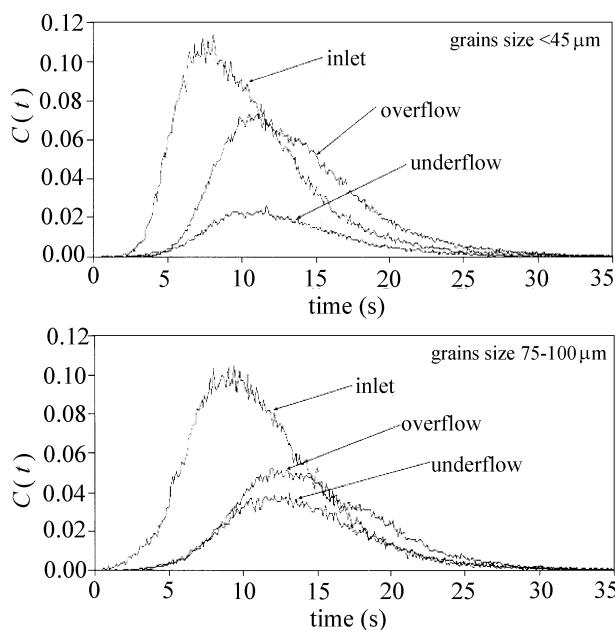 grains size <45 μm
0.12
0.10
0.08
0.06
0.04
0.02
0.00
C(t)
inlet
overflow
underflow
0 5 10 15 20 25 30 35
time (s)
grains size 75-100 μm
0.12
0.10
0.08
0.06
0.04
0.02
0.00
C(t)
inlet
overflow
underflow
0 5 10 15 20 25 30 35
time (s)